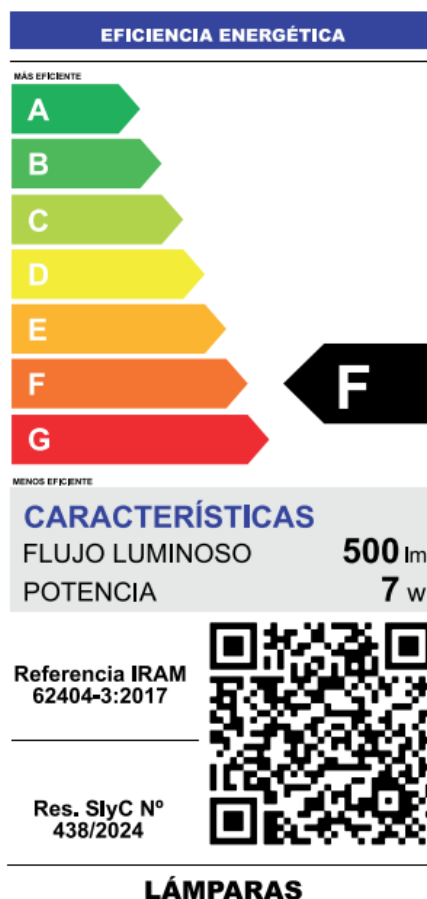 EFICIENCIA ENERGÉTICA
MÁS EFICIENTE
A
B
C
D
E
F
F
G
MENOS EFICIENTE
CARACTERÍSTICAS
FLUJO LUMINOSO 500 lm
POTENCIA 7 w
Referencia IRAM
62404-3:2017
Res. SIyC Nº
438/2024
LÁMPARAS